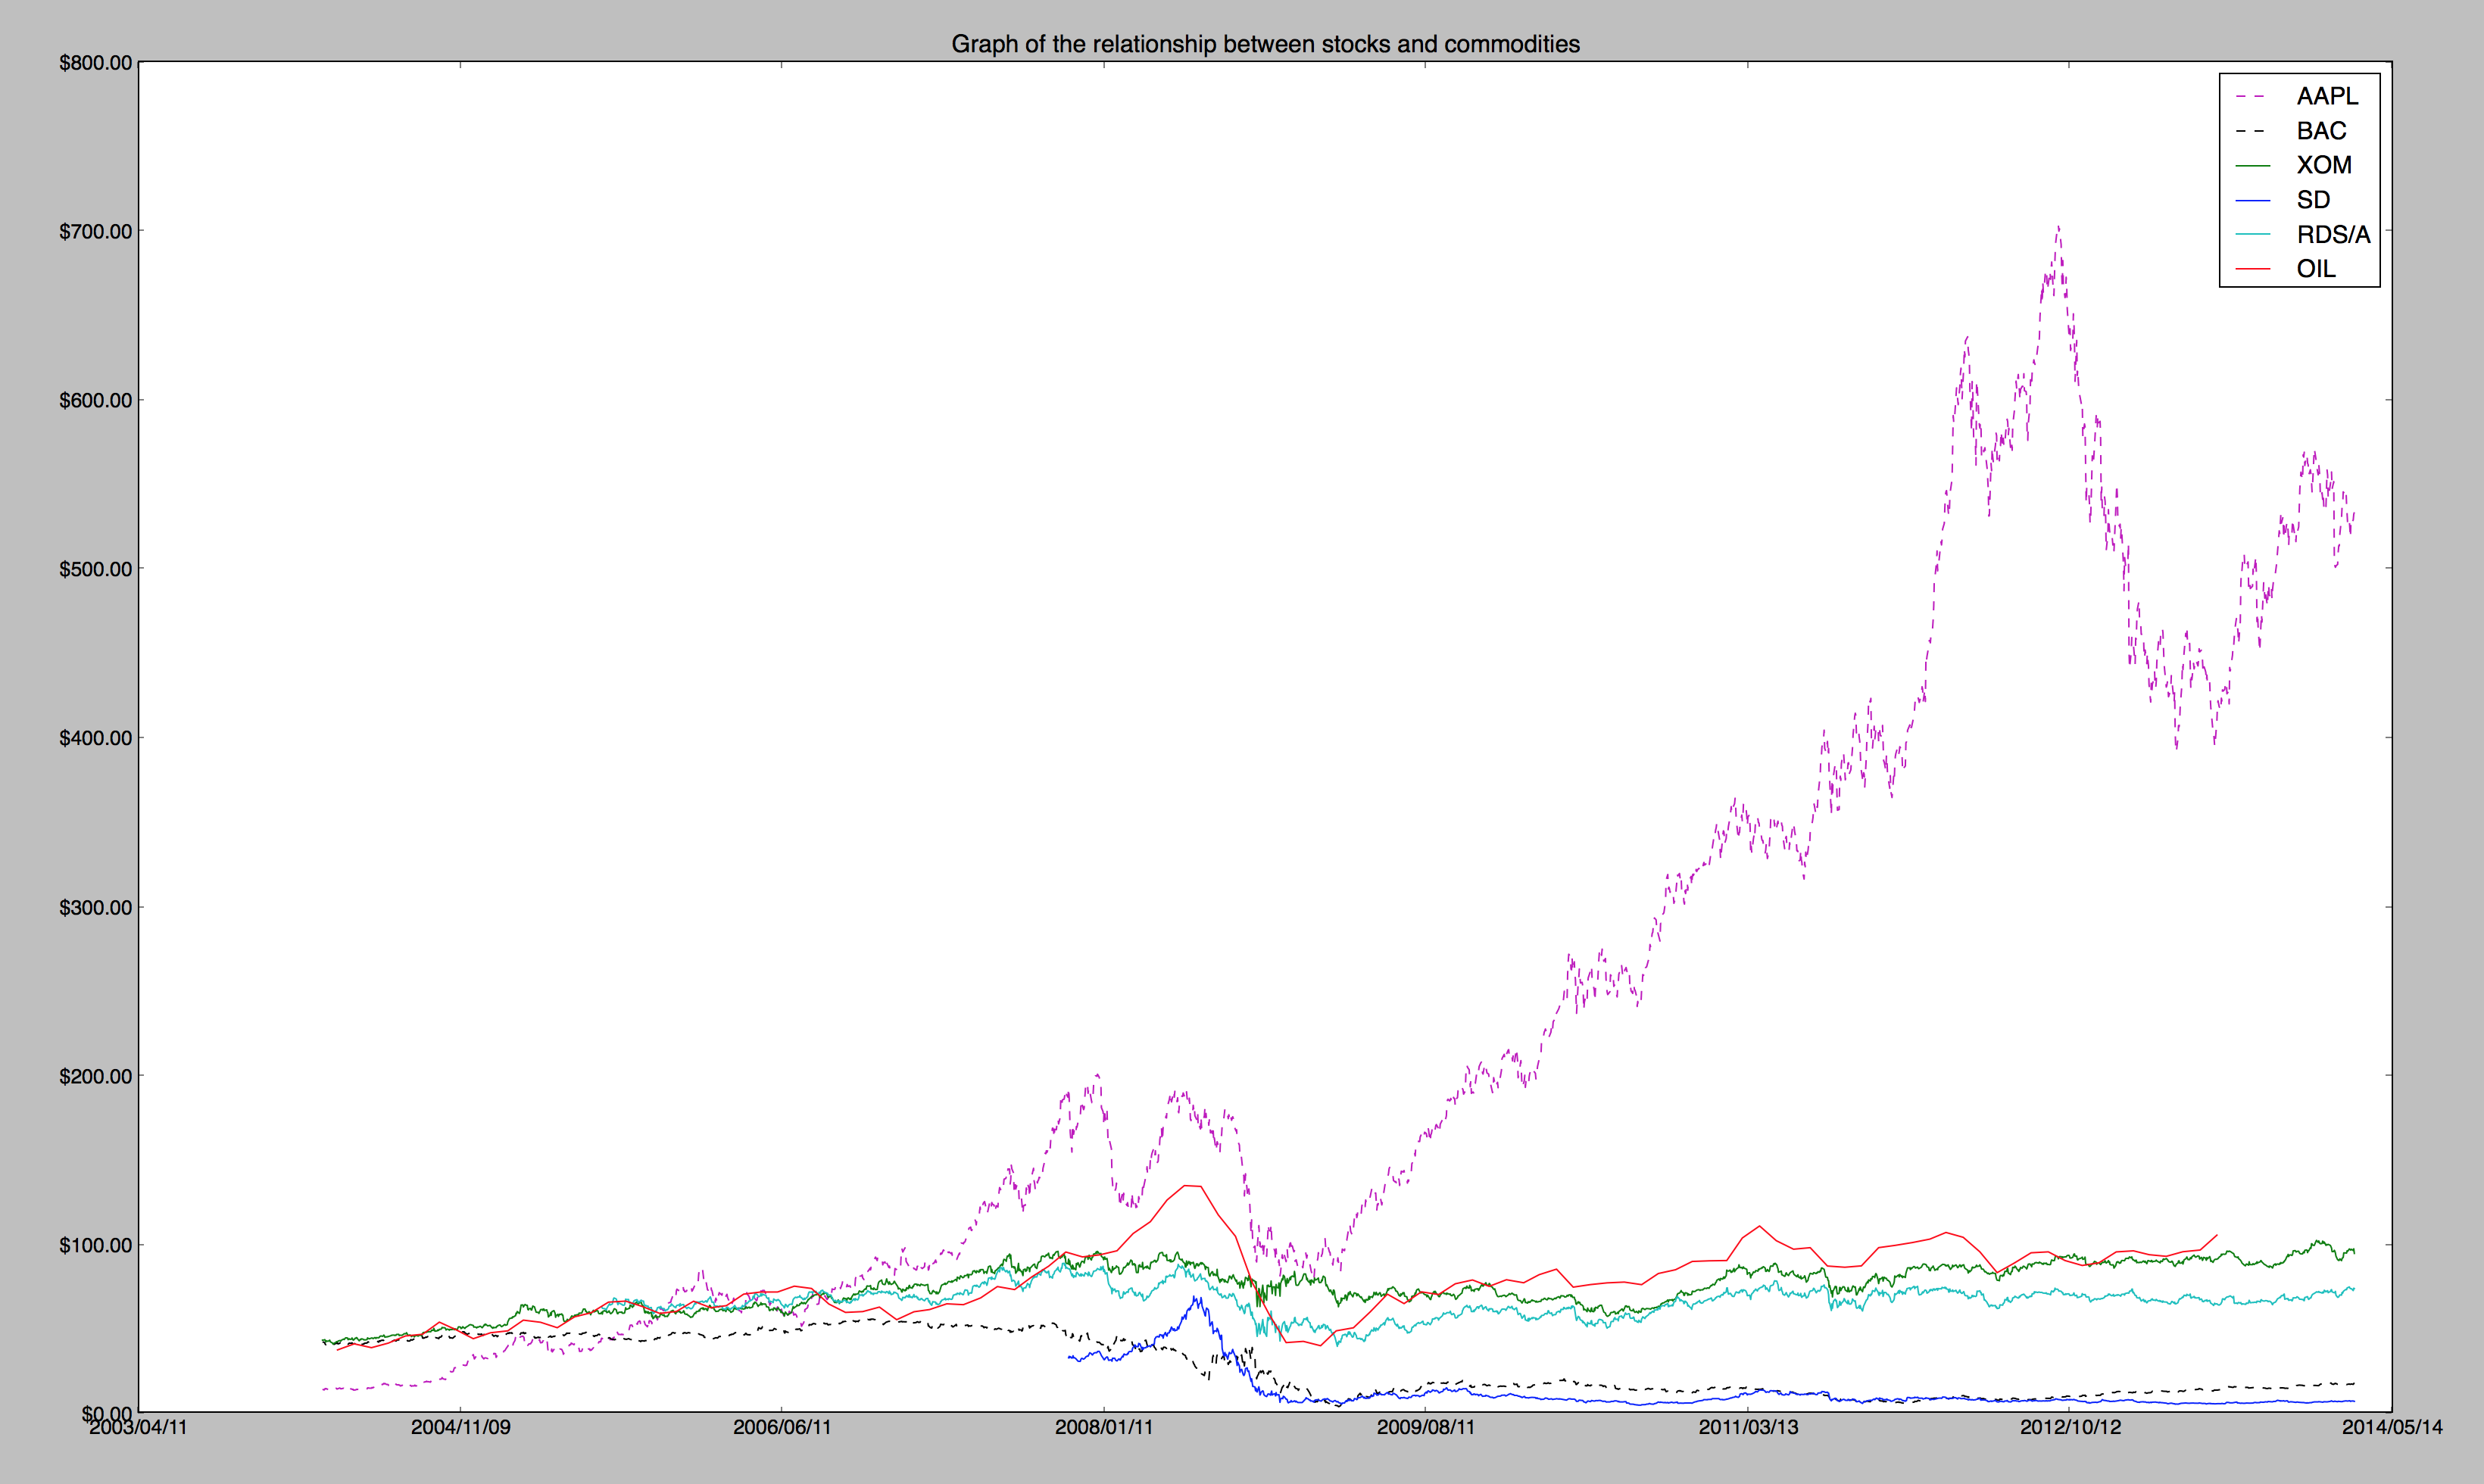 Graph of the relationship between stocks and commodities
$800.00
$700.00
$600.00
$500.00
$400.00
$300.00
$200.00
$100.00
$0.00
AAPL
BAC
XOM
SD
RDS/A
OIL
2003/04/11
2004/11/09
2006/06/11
2008/01/11
2009/08/11
2011/03/13
2012/10/12
2014/05/14